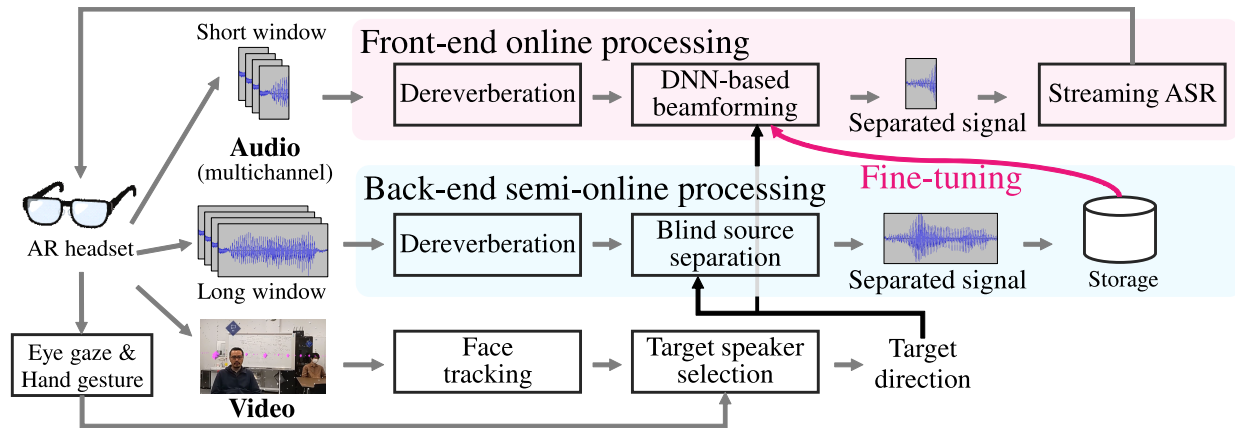 Short window
Front-end online processing
Dereverberation
DNN-based
beamforming
Separated signal
Streaming ASR
Audio
(multichannel)
Fine-tuning
Back-end semi-online processing
AR headset
Dereverberation
Blind source
separation
Separated signal
Storage
Long window
Eye gaze &
Hand gesture
Video
Face
tracking
Target speaker
selection
Target
direction